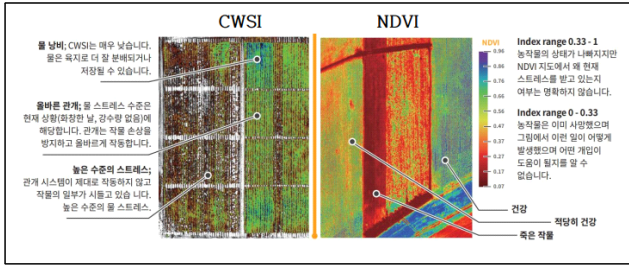 CWSI
NDVI
물 낭비; CWSI는 매우 낮습니다.
물은 육지로 더 잘 분배되거나
저장될 수 있습니다.
올바른 관개; 물 스트레스 수준은
현재 상황(화창한 날, 강수량 없음)에
해당합니다. 관개는 작물 손상을
방지하고 올바르게 작동합니다.
높은 수준의 스트레스;
관개 시스템이 제대로 작동하지 않고
작물의 일부가 시들고 있습 니다.
높은 수준의 물 스트레스.
NDVI
0.96
0.91
0.82
0.73
0.64
0.56
0.49
0.41
0.33
0.25
0.17
0.07
Index range 0.33 - 1
농작물의 상태가 나빠지지만
NDVI 지도에서 왜 현재
스트레스를 받고 있는지
여부는 명확하지 않습니다.
Index range 0 - 0.33
농작물은 이미 사망했으며
그림에서 이런 일이 어떻게
발생했으며 어떤 개입이
도움이 될지를 알 수
없습니다.
건강
적당히 건강
죽은 작물